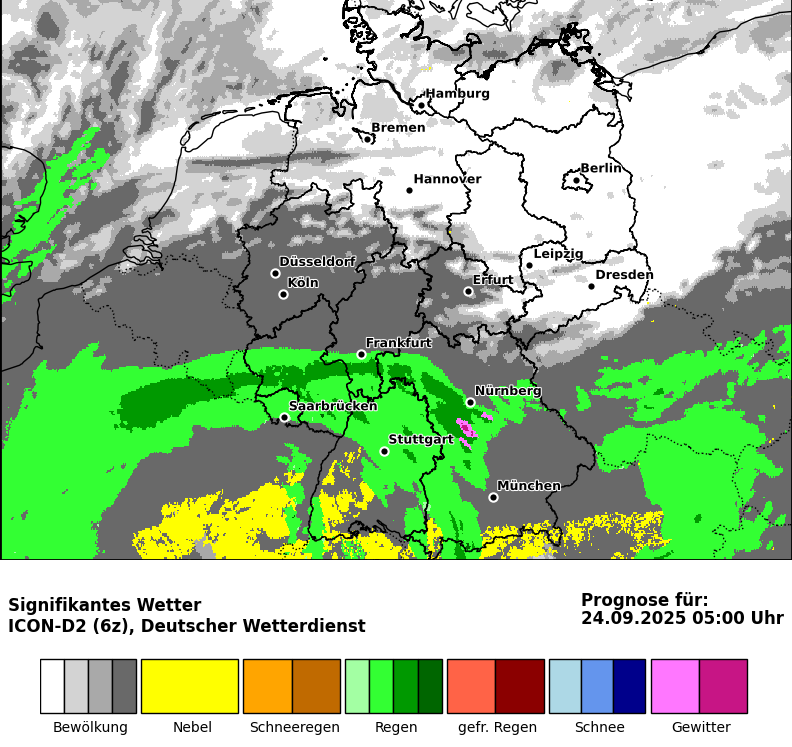 Hamburg
Bremen
Berlin
Hannover
Leipzig
Düsseldorf
Dresden
Köln
Erfurt
Frankfurt
Nürnberg
Saarbrücken
Stuttgart
München
Signifikantes Wetter
ICON-D2 (6z), Deutscher Wetterdienst
Prognose für:
24.09.2025 05:00 Uhr
Bewölkung Nebel Schneeregen Regen gefr. Regen Schnee Gewitter